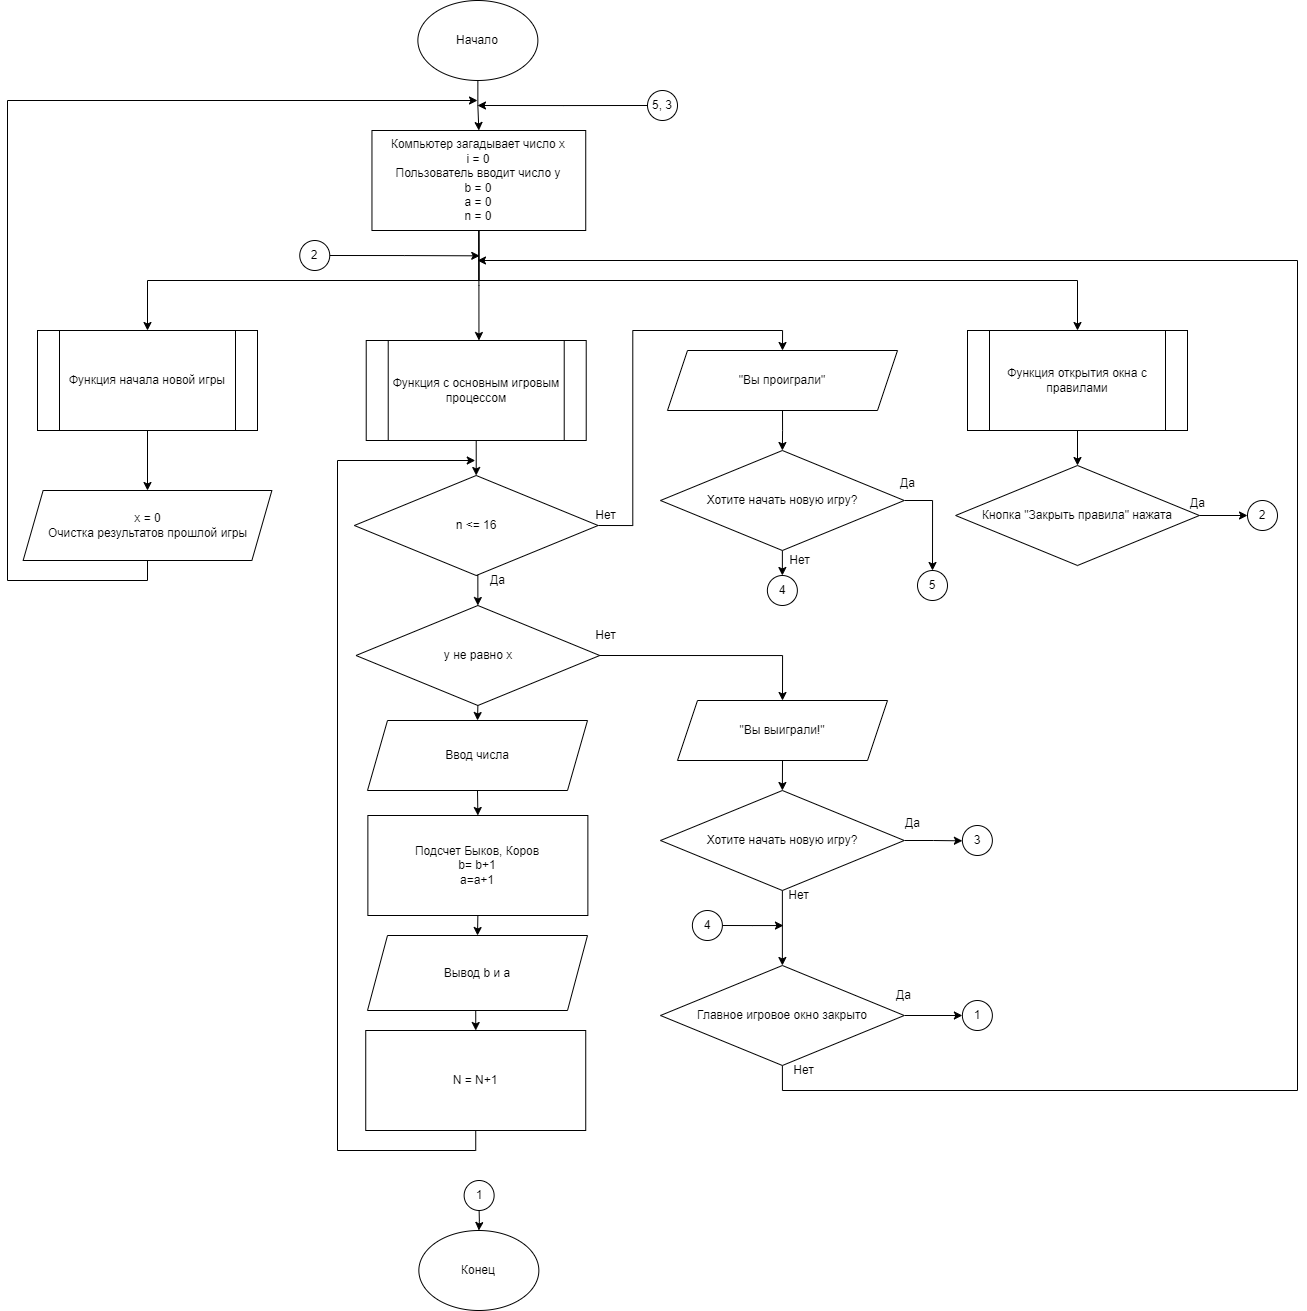 Начало
5, 3
Компьютер загадывает число x
i = 0
Пользователь вводит число y
b = 0
a = 0
n = 0
2
Функция начала новой игры
Функция с основным игровым
процессом
"Вы проиграли"
Функция открытия окна с
правилами
x = 0
Очистка результатов прошлой игры
n <= 16
Нет
Да
Хотите начать новую игру?
Да
Нет
4
5
Кнопка "Закрыть правила" нажата
Да
2
y не равно x
Нет
Ввод числа
"Вы выиграли!"
Подсчет Быков, Коров
b= b+1
a=a+1
Хотите начать новую игру?
Да
3
Нет
4
Вывод b и a
Главное игровое окно закрыто
Да
1
Нет
N = N+1
1
Конец